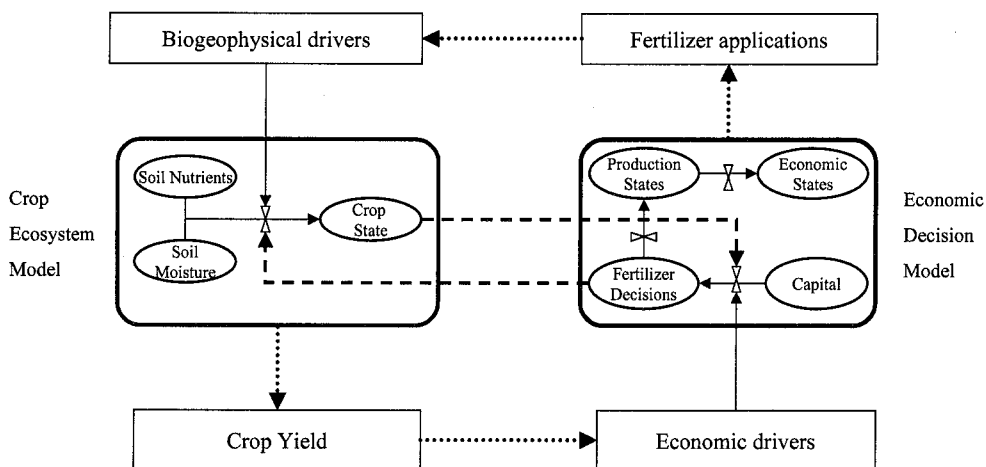 Biogeophysical drivers
Fertilizer applications
Crop
Ecosystem
Model
Soil Nutrients
Soil
Moisture
Crop
State
Production
States
Economic
States
Fertilizer
Decisions
Capital
Economic
Decision
Model
Crop Yield
Economic drivers